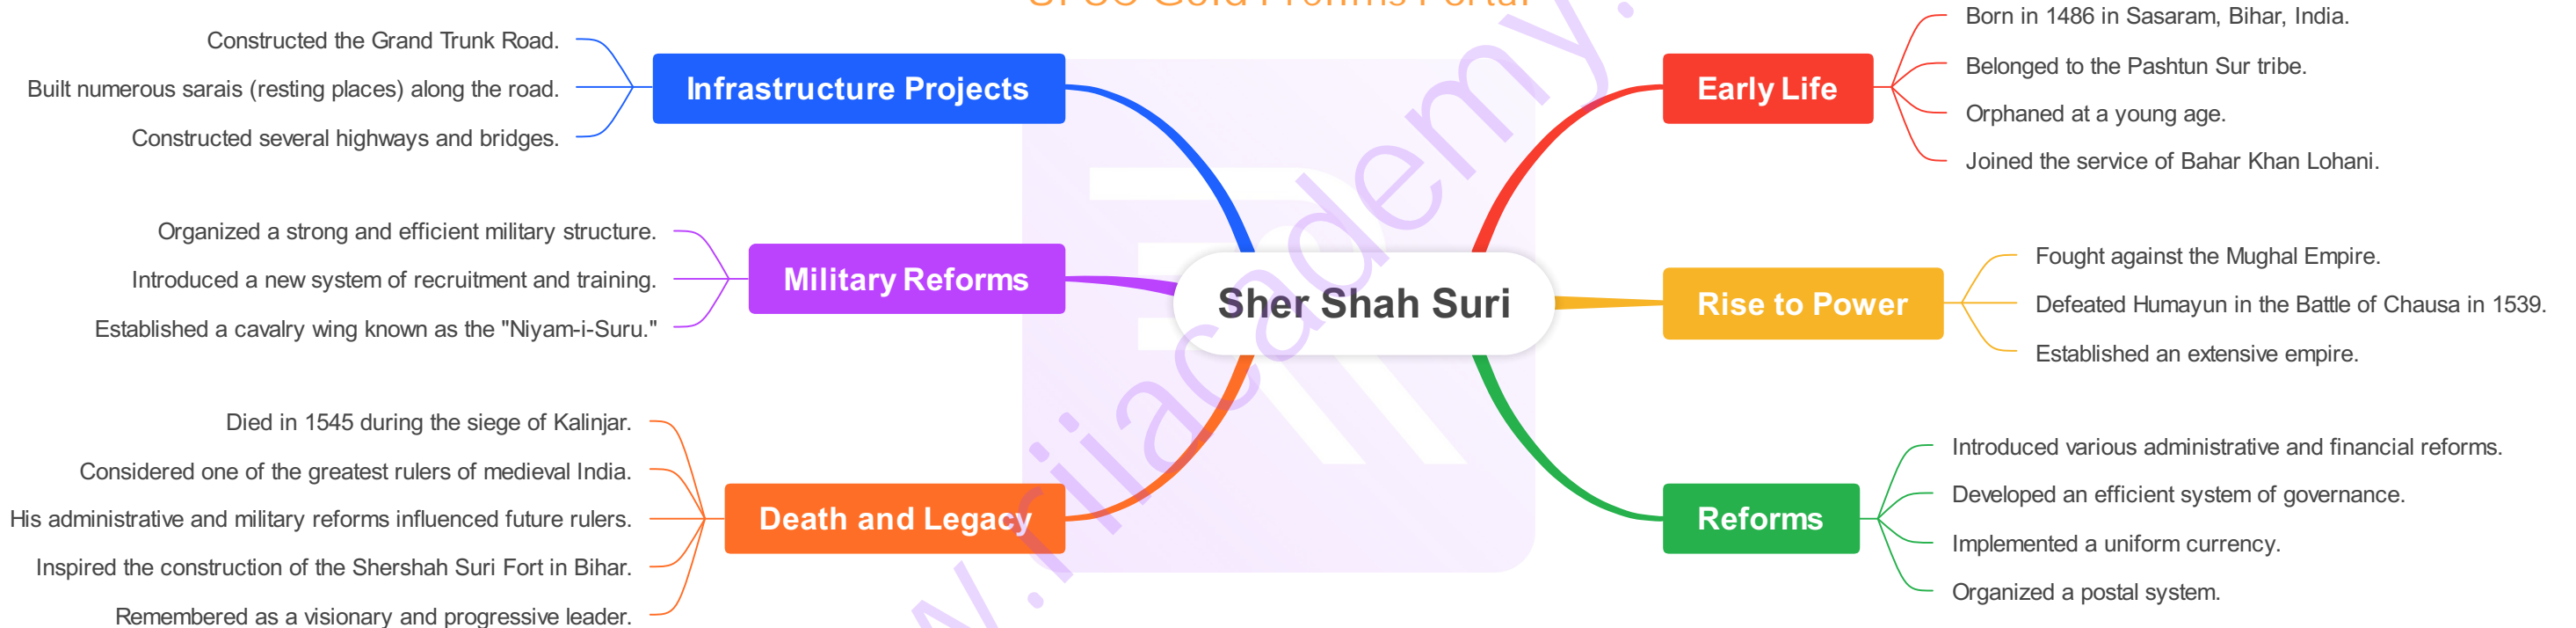 UPSC Gold Prelims Portal
Infrastructure Projects
Constructed the Grand Trunk Road.
Built numerous sarais (resting places) along the road.
Constructed several highways and bridges.
Military Reforms
Organized a strong and efficient military structure.
Introduced a new system of recruitment and training.
Established a cavalry wing known as the "Niyam-i-Suru."
Death and Legacy
Died in 1545 during the siege of Kalinjar.
Considered one of the greatest rulers of medieval India.
His administrative and military reforms influenced future rulers.
Inspired the construction of the Shershah Suri Fort in Bihar.
Remembered as a visionary and progressive leader.
Sher Shah Suri
Early Life
Born in 1486 in Sasaram, Bihar, India.
Belonged to the Pashtun Sur tribe.
Orphaned at a young age.
Joined the service of Bahar Khan Lohani.
Rise to Power
Fought against the Mughal Empire.
Defeated Humayun in the Battle of Chausa in 1539.
Established an extensive empire.
Reforms
Introduced various administrative and financial reforms.
Developed an efficient system of governance.
Implemented a uniform currency.
Organized a postal system.
w.riiacademy.